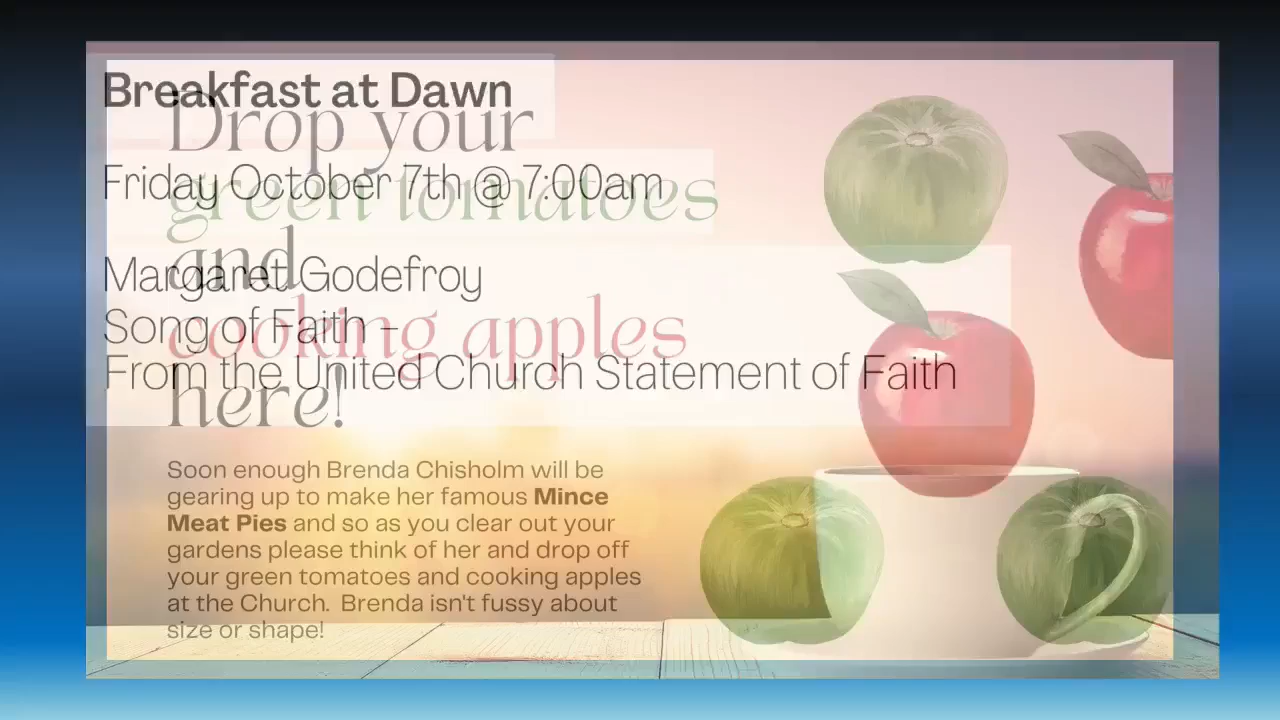 Breakfast at Dawn
Friday October 7th @ 7:00am
Margaret Godefroy
Song of Faith –
From the United Church Statement of Faith
Drop your
green tomatoes
and
cooking apples
here!
Soon enough Brenda Chisholm will be
gearing up to make her famous Mince
Meat Pies and so as you clear out your
gardens please think of her and drop off
your green tomatoes and cooking apples
at the Church. Brenda isn't fussy about
size or shape!